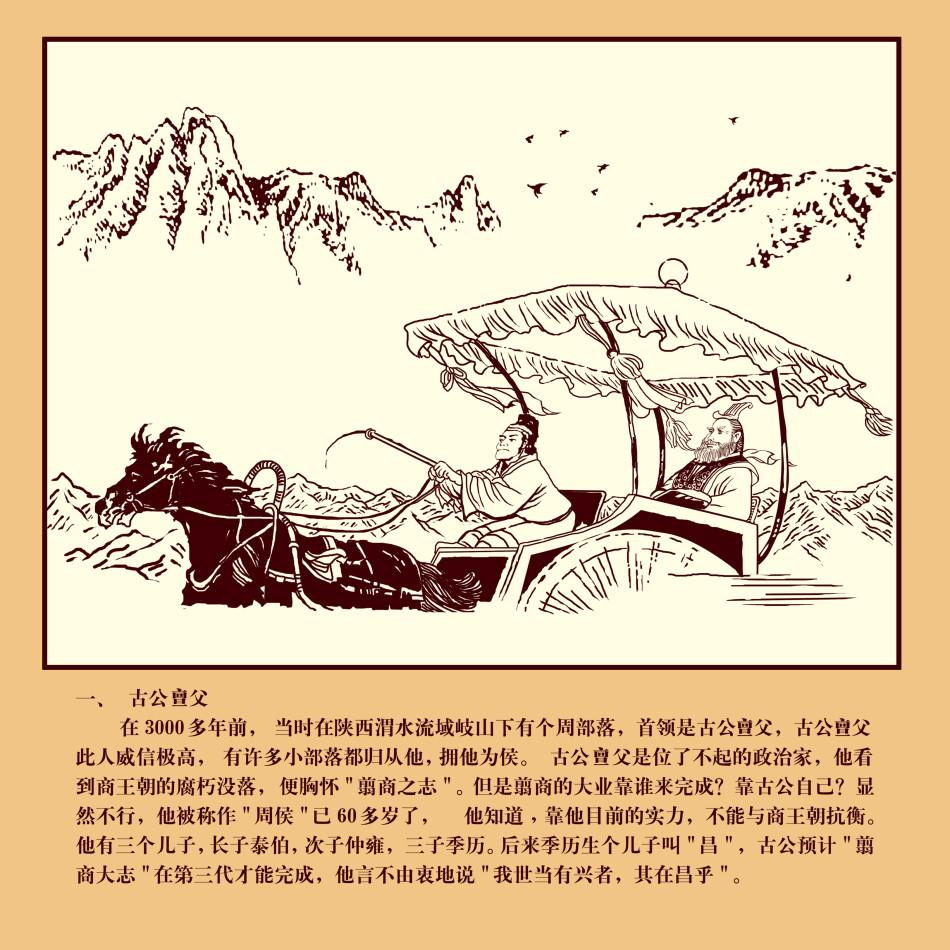 一、 古公亶父
在3000多年前, 当时在陕西渭水流域岐山下有个周部落,首领是古公亶父,古公亶父
此人威信极高, 有许多小部落都归从他,拥他为侯。 古公亶父是位了不起的政治家,他看
到商王朝的腐朽没落,便胸怀"翦商之志"。但是翦商的大业靠谁来完成?靠古公自己?显
然不行,他被称作"周侯"已60多岁了, 他知道,靠他目前的实力,不能与商王朝抗衡。
他有三个儿子,长子泰伯,次子仲雍,三子季历。后来季历生个儿子叫"昌",古公预计"翦
商大志"在第三代才能完成,他言不由衷地说"我世当有兴者,其在昌乎"。